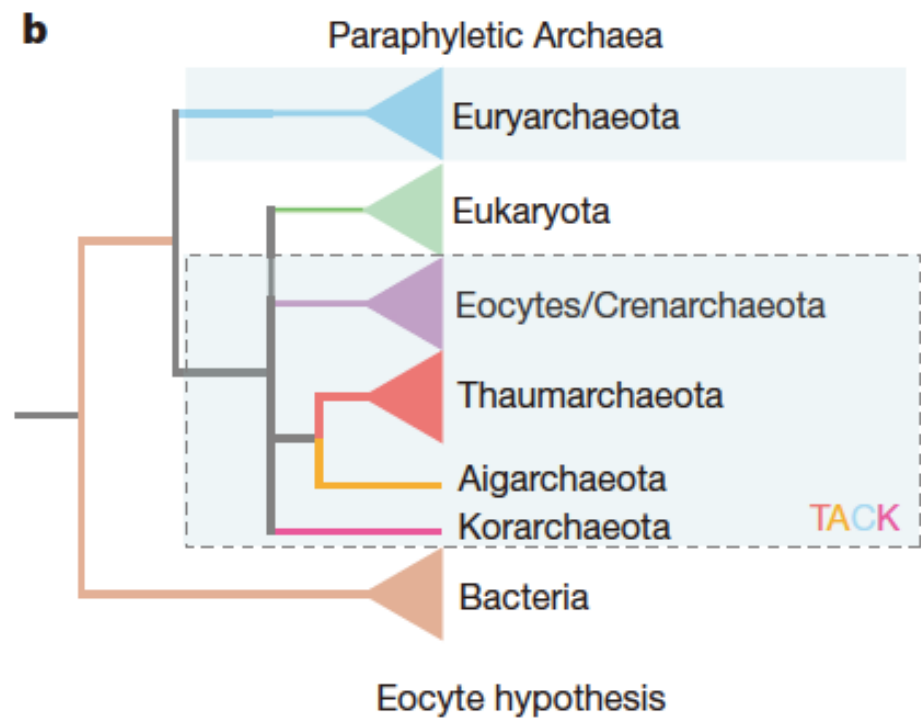 b
Paraphyletic Archaea
Euryarchaeota
Eukaryota
Eocytes/Crenarchaeota
Thaumarchaeota
Aigarchaeota
Korarchaeota
TACK
Bacteria
Eocyte hypothesis